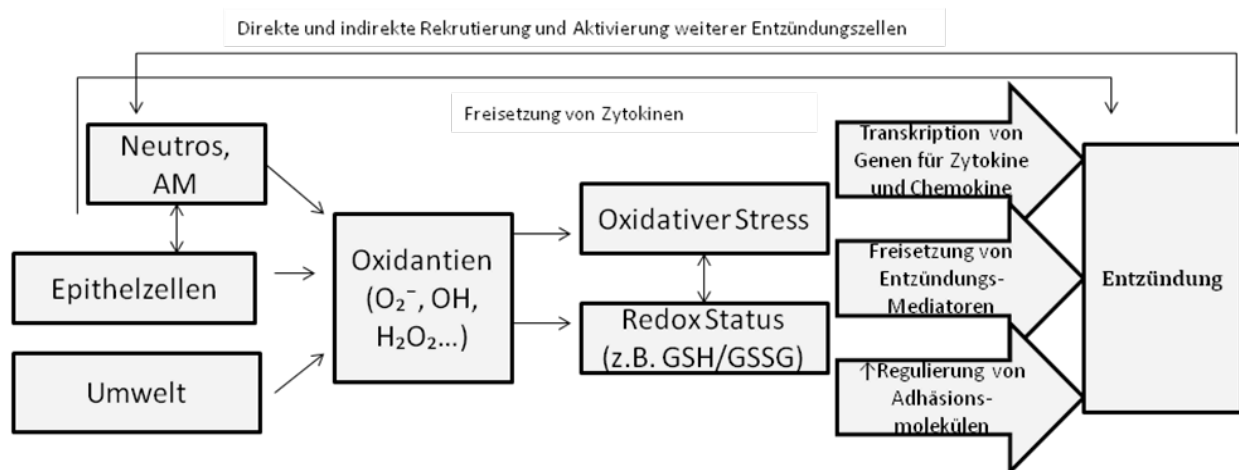 Direkte und indirekte Rekrutierung und Aktivierung weiterer Entzündungszellen
Freisetzung von Zytokinen
Neutros,
AM
Epithelzellen
Umwelt
Oxidantien
(O₂⁻, OH,
H₂O₂...)
Oxidativer Stress
Redox Status
(z.B. GSH/GSSG)
Transkription von
Genen für Zytokine
und Chemokine
Freisetzung von
Entzündungs-
Mediatoren
↑Regulierung von
Adhäsions-
molekülen
Entzündung